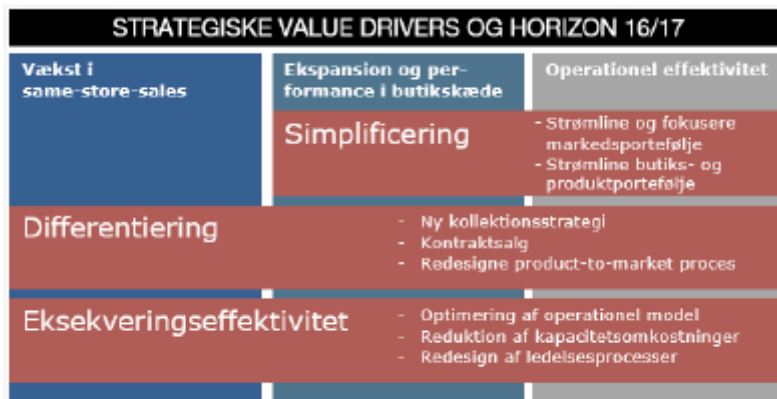 STRATEGISKE VALUE DRIVERS OG HORIZON 16/17
Vækst i
same-store-sales
Ekspansion og per-
formance i butikskæde
Operationel effektivitet
Simplificering
- Strømline og fokusere
markedsportefølje
- Strømline butiks- og
produktportefølje
Differentiering
- Ny kollektionsstrategi
- Kontraktsalg
- Redesigne product-to-market proces
Eksekveringseffektivitet
- Optimering af operationel model
- Reduktion af kapacitetsomkostninger
- Redesign af ledelsesprocesser